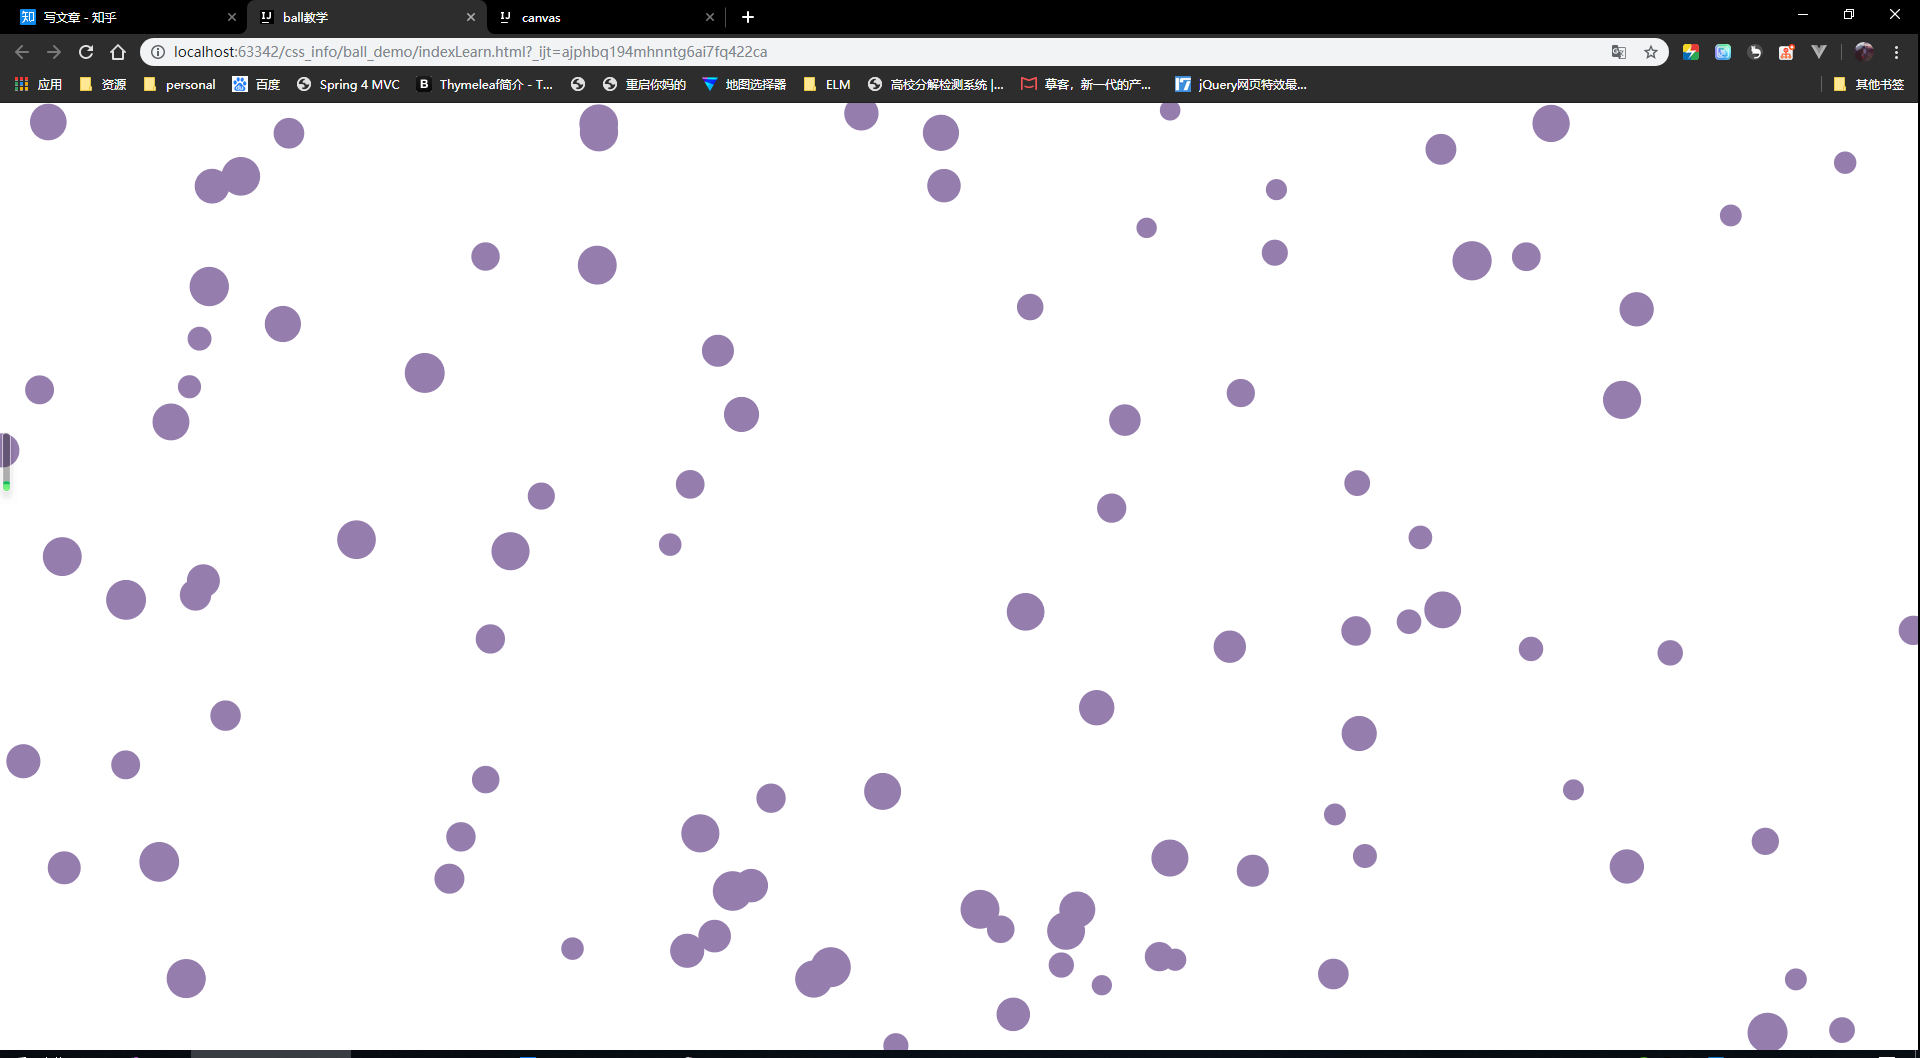 知 写文章 - 知乎
IJ ball教学
IJ canvas
localhost:63342/css_info/ball_demo/indexLearn.html?_ijt=ajphbq194mhnntg6ai7fq422ca
应用 资源 personal 百度 Spring 4 MVC B Thymeleaf简介 - T... 重启你妈的 地图选择器 ELM 高校分解检测系统 |... 摹客，新一代的产... jQuery网页特效最... 其他书签